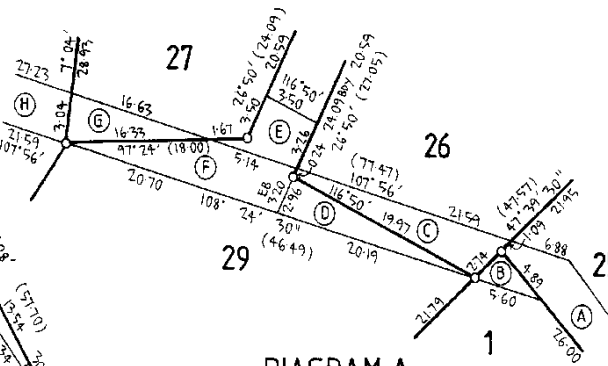 27
26
29
1
2
7° 04'
28.93
27.23
16.63
3.04
H
G
21.59
107° 56'
16.33
1.67
97° 24' (18.00)
F
5.14
20.70
108° 24' 30"
(46.49)
26° 50' (24.09)
20.59
3.50
116° 50'
3.50
E
3.26
0.24
24.09 BDY 20.59
26° 50' (27.05)
(77.47)
107° 56'
EB
3.20
2.96
D
116° 50'
19.97
C
21.59
20.19
(47.57)
47° 39' 30"
21.95
1.09
6.88
2.74
B
4.89
5.60
A
21.79
26.00
(57.70)
13.54
DIAGRAM A